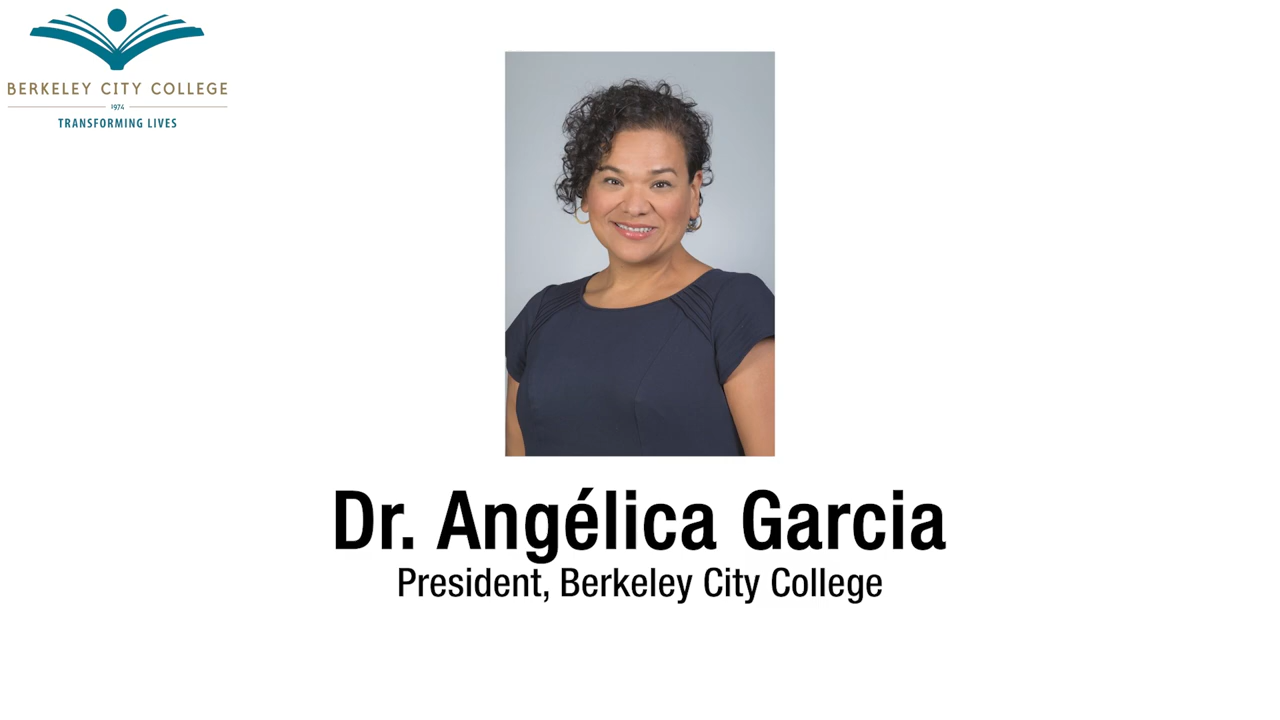 BERKELEY CITY COLLEGE
1974
TRANSFORMING LIVES
Dr. Angélica Garcia
President, Berkeley City College